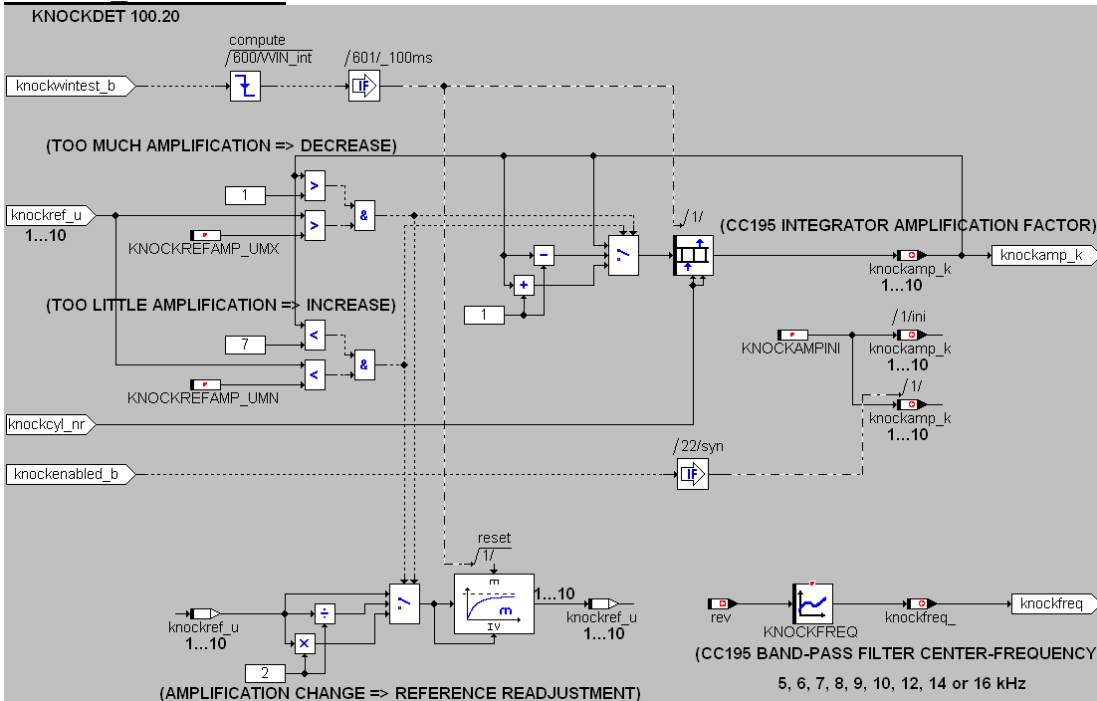 KNOCKDET 100.20
compute
/600/WIN_int
/601/_100ms
knockwintest_b
IF
(TOO MUCH AMPLIFICATION => DECREASE)
>
1
&
knockref_u
1...10
>
KNOCKREFAMP_UMX
/1/
(CC195 INTEGRATOR AMPLIFICATION FACTOR)
−
+
1
knockamp_k
1...10
knockamp_k
(TOO LITTLE AMPLIFICATION => INCREASE)
<
7
&
<
KNOCKREFAMP_UMN
/1/ini
KNOCKAMPINI
knockamp_k
1...10
/1/
knockamp_k
1...10
knockcyl_nr
knockenabled_b
/22/syn
IF
reset
/1/
m
1...10
m
IV
knockref_u
1...10
÷
×
2
knockref_u
1...10
(AMPLIFICATION CHANGE => REFERENCE READJUSTMENT)
rev
KNOCKFREQ
knockfreq_
knockfreq
(CC195 BAND-PASS FILTER CENTER-FREQUENCY
5, 6, 7, 8, 9, 10, 12, 14 or 16 kHz